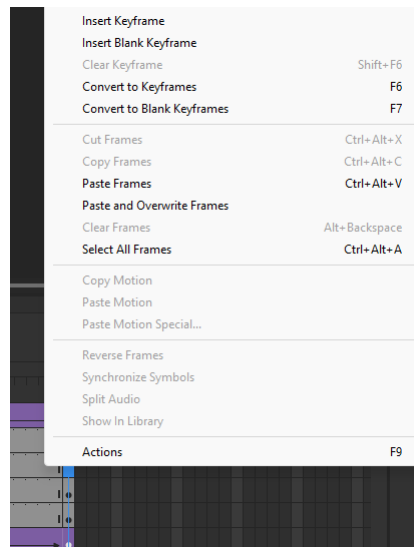 Insert Keyframe
Insert Blank Keyframe
Clear Keyframe Shift+F6
Convert to Keyframes F6
Convert to Blank Keyframes F7
Cut Frames Ctrl+Alt+X
Copy Frames Ctrl+Alt+C
Paste Frames Ctrl+Alt+V
Paste and Overwrite Frames
Clear Frames Alt+Backspace
Select All Frames Ctrl+Alt+A
Copy Motion
Paste Motion
Paste Motion Special...
Reverse Frames
Synchronize Symbols
Split Audio
Show In Library
Actions F9